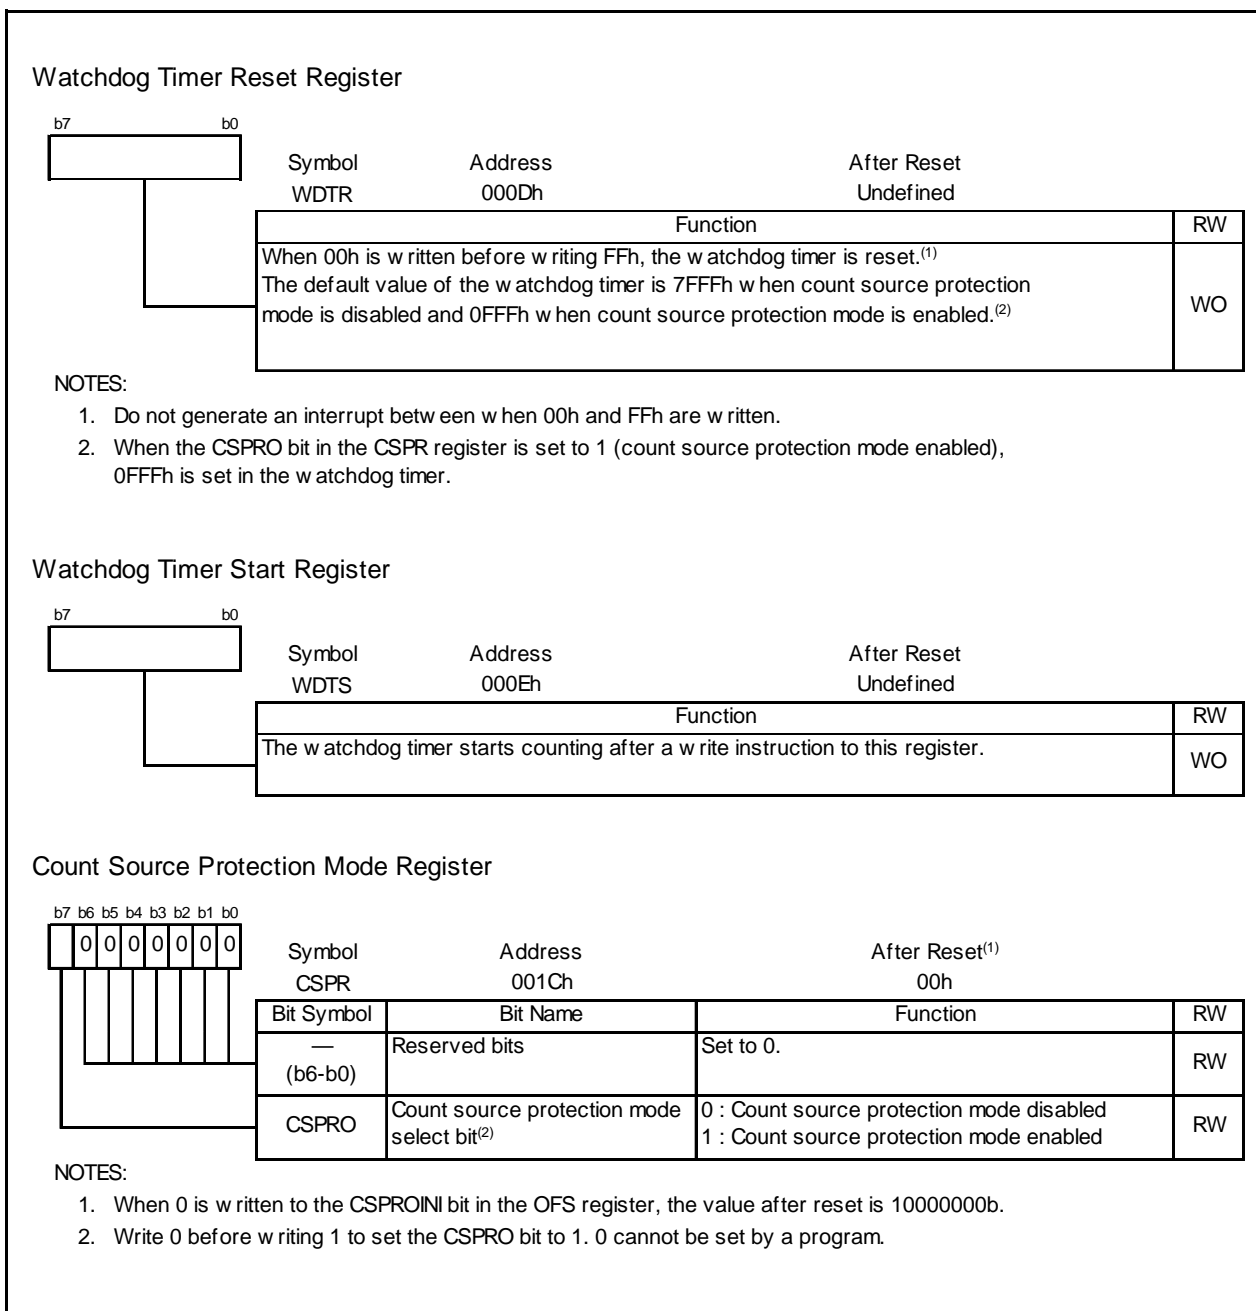 Watchdog Timer Reset Register
b7 b0
Symbol Address After Reset
WDTR 000Dh Undefined
Function RW
When 00h is written before writing FFh, the watchdog timer is reset.(1)
The default value of the watchdog timer is 7FFFh when count source protection
mode is disabled and 0FFFh when count source protection mode is enabled.(2)
WO
NOTES:
1. Do not generate an interrupt between when 00h and FFh are written.
2. When the CSPRO bit in the CSPR register is set to 1 (count source protection mode enabled),
0FFFh is set in the watchdog timer.
Watchdog Timer Start Register
b7 b0
Symbol Address After Reset
WDTS 000Eh Undefined
Function RW
The watchdog timer starts counting after a write instruction to this register.
WO
Count Source Protection Mode Register
b7 b6 b5 b4 b3 b2 b1 b0
0 0 0 0 0 0 0
Symbol Address After Reset(1)
CSPR 001Ch 00h
Bit Symbol Bit Name Function RW
— Reserved bits Set to 0.
(b6-b0) RW
CSPRO Count source protection mode select bit(2) 0 : Count source protection mode disabled
1 : Count source protection mode enabled RW
NOTES:
1. When 0 is written to the CSPROINI bit in the OFS register, the value after reset is 10000000b.
2. Write 0 before writing 1 to set the CSPRO bit to 1. 0 cannot be set by a program.